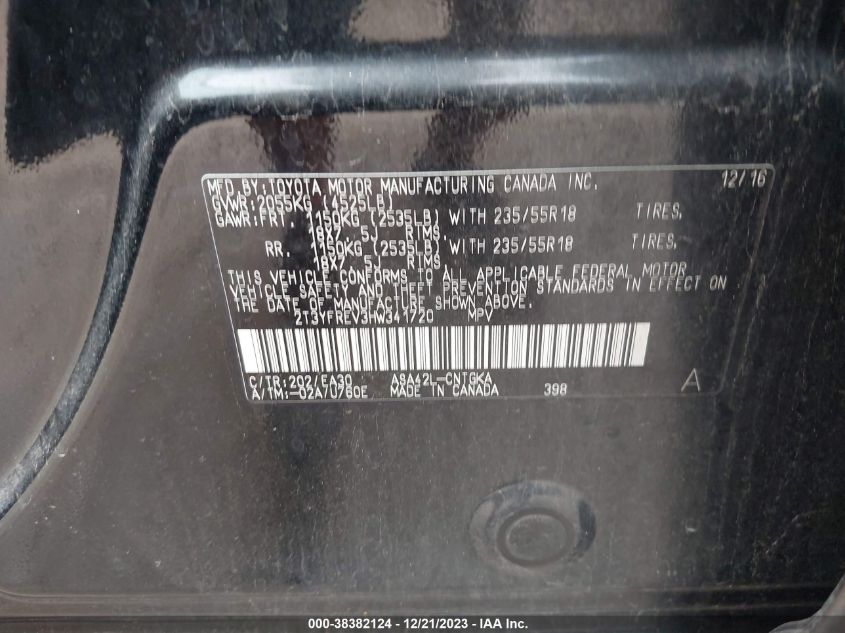 MFD.BY:TOYOTA MOTOR MANUFACTURING CANADA INC. 12/16
GVWR:2055KG (4525LB)
GAWR:FRT. 1150KG (2535LB) WITH 235/55R18 TIRES,
18X7.5J RIMS,
RR. 1150KG (2535LB) WITH 235/55R18 TIRES,
18X7.5J RIMS
THIS VEHICLE CONFORMS TO ALL APPLICABLE FEDERAL MOTOR
VEHICLE SAFETY AND THEFT PREVENTION STANDARDS IN EFFECT ON
THE DATE OF MANUFACTURE SHOWN ABOVE.
2T3YFREV3HW341720 MPV
C/TR:202/EA30 ASA42L-CNTGKA
A/TM:-02A/U760E MADE IN CANADA 398 A
000-38382124 - 12/21/2023 - IAA Inc.